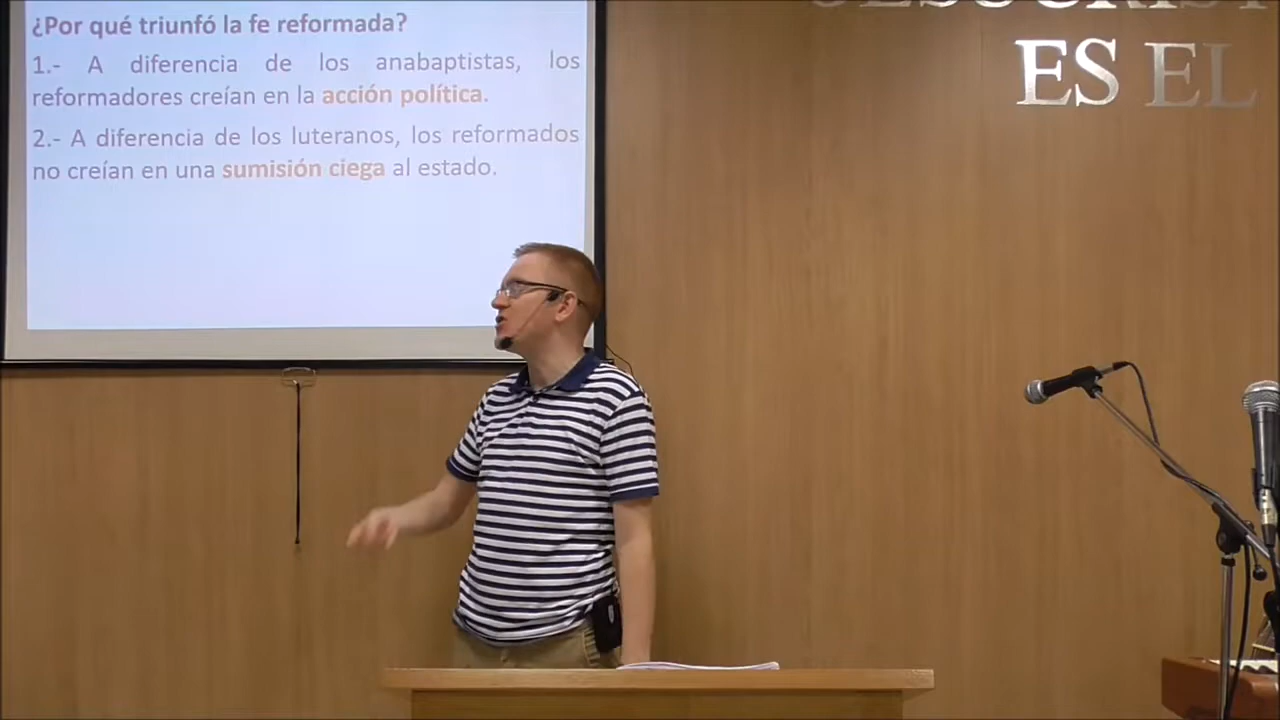 ¿Por qué triunfó la fe reformada?
1.- A diferencia de los anabaptistas, los
reformadores creían en la acción política.
2.- A diferencia de los luteranos, los reformados
no creían en una sumisión ciega al estado.
ES EL